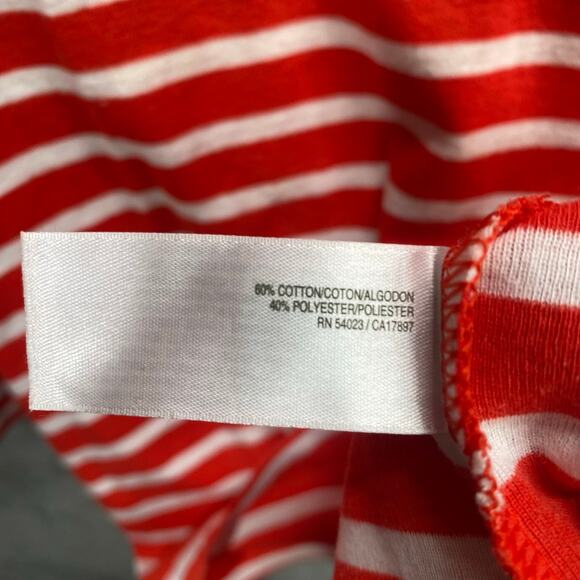 60% COTTON/COTON/ALGODON
40% POLYESTER/POLIESTER
RN 54023 / CA17897